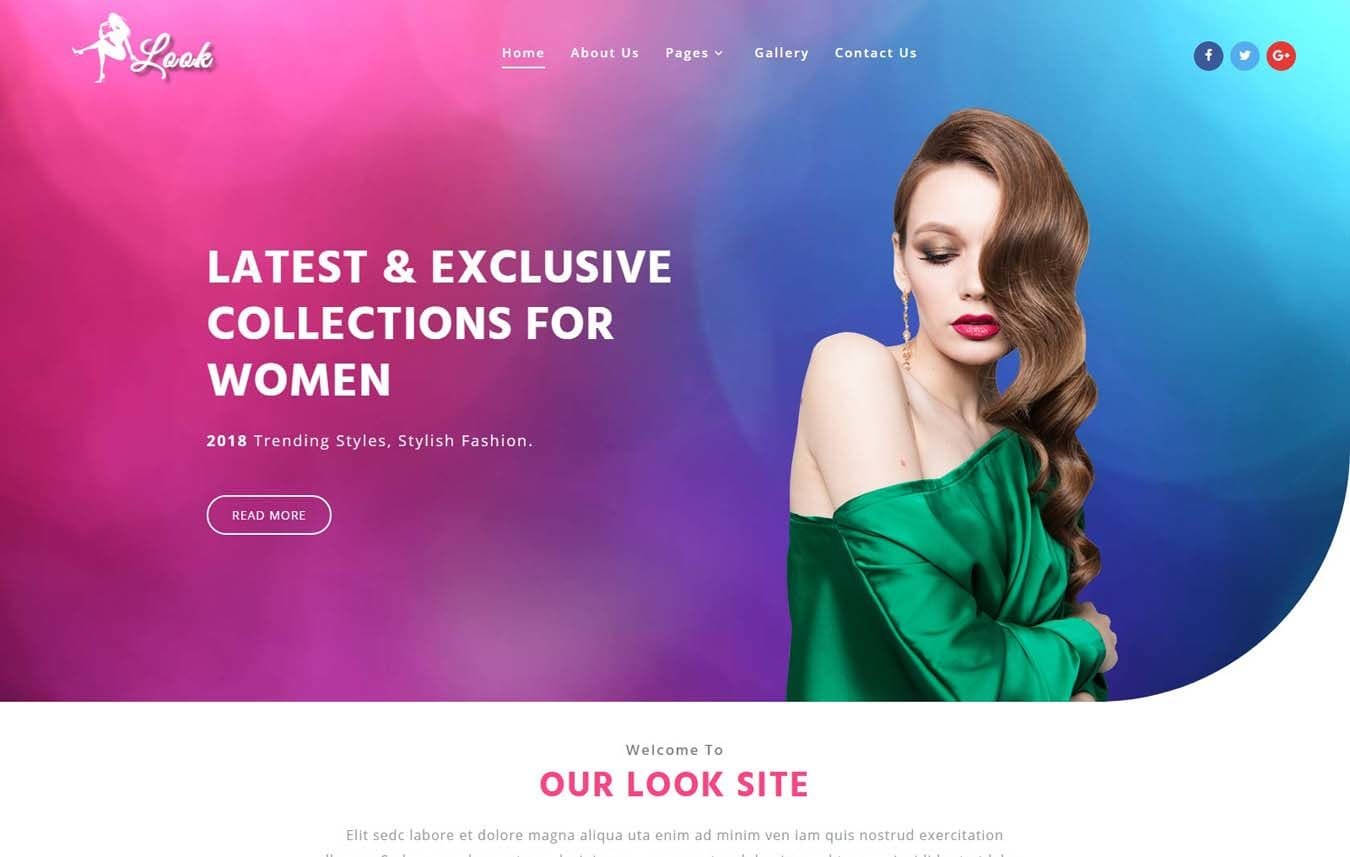 Look
Home About Us Pages Gallery Contact Us
LATEST & EXCLUSIVE
COLLECTIONS FOR
WOMEN
2018 Trending Styles, Stylish Fashion.
READ MORE
Welcome To
OUR LOOK SITE
Elit sedc labore et dolore magna aliqua uta enim ad minim ven iam quis nostrud exercitation